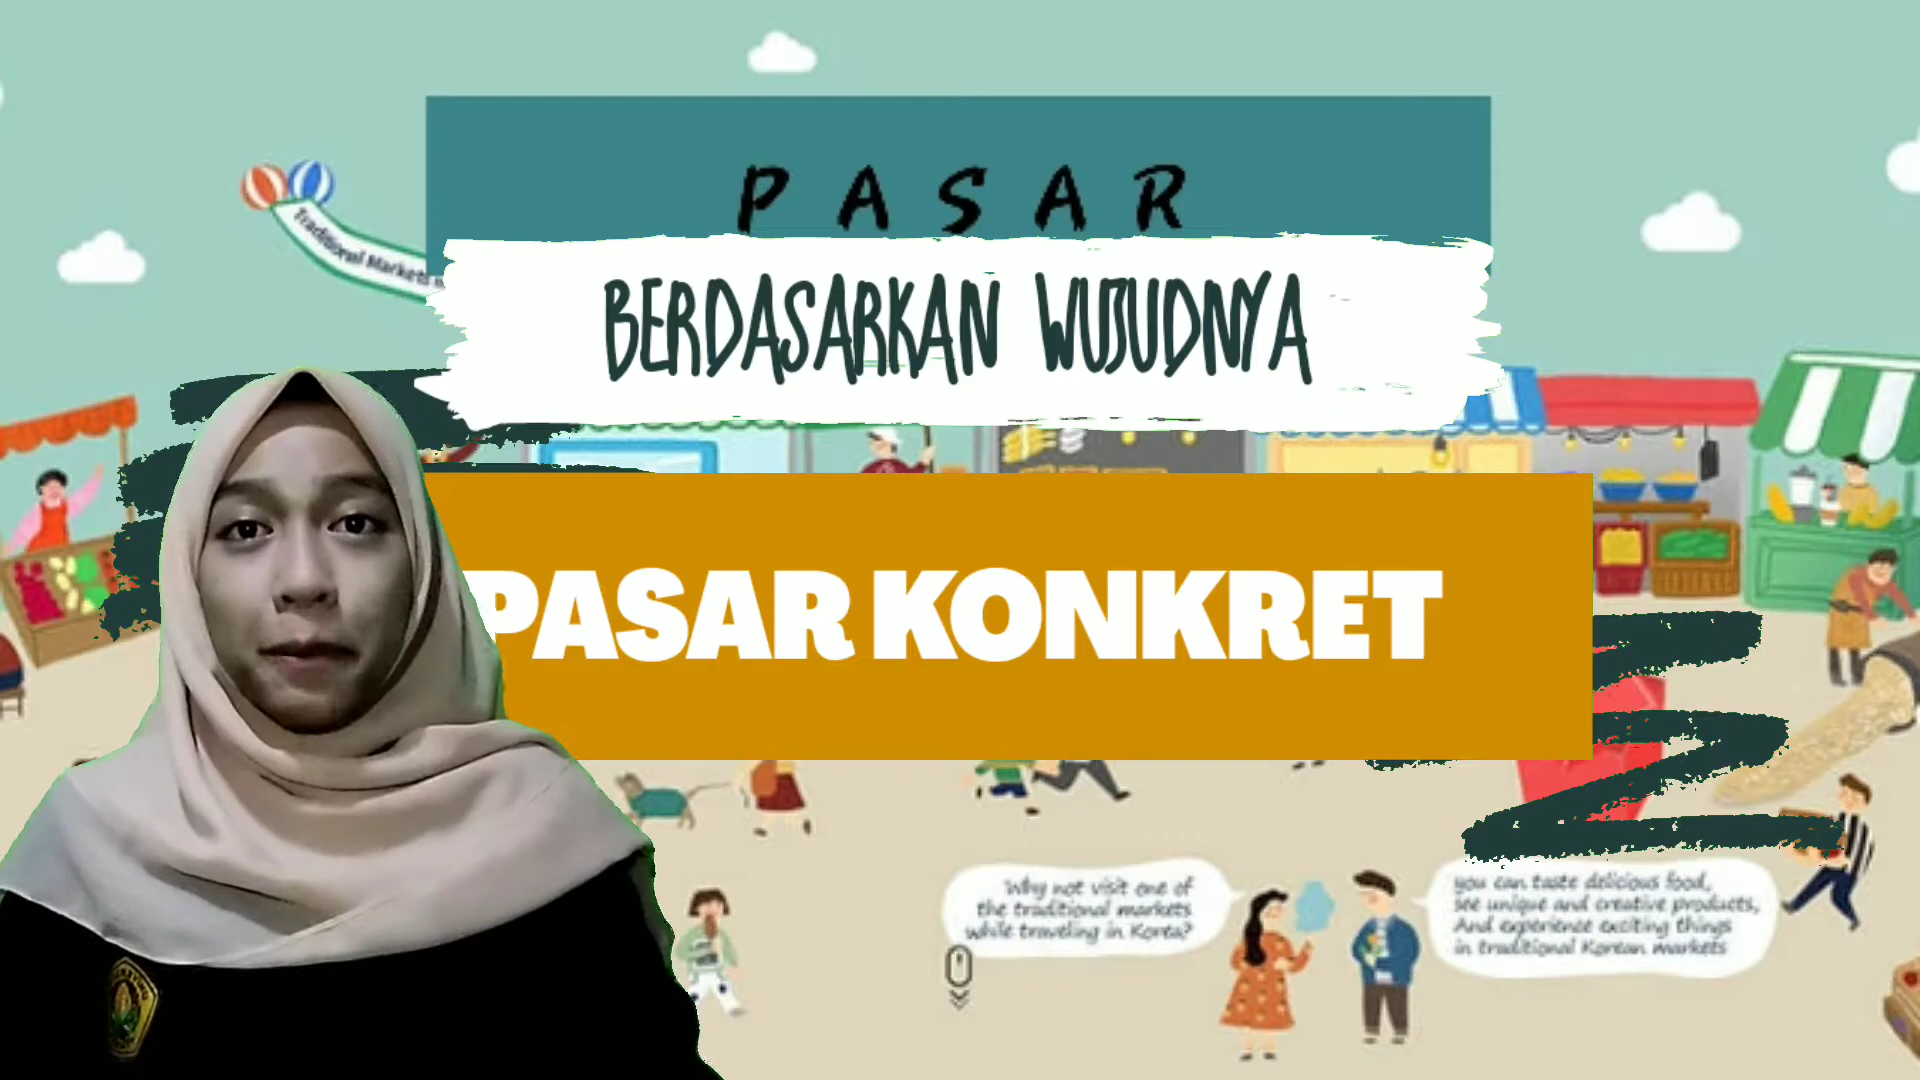 PASAR
Traditional Markets
BERDASARKAN WUJUDNYA
PASAR KONKRET
Why not visit one of
the traditional markets
while traveling in Korea?
you can taste delicious food,
see unique and creative products,
And experience exciting things
in traditional Korean markets